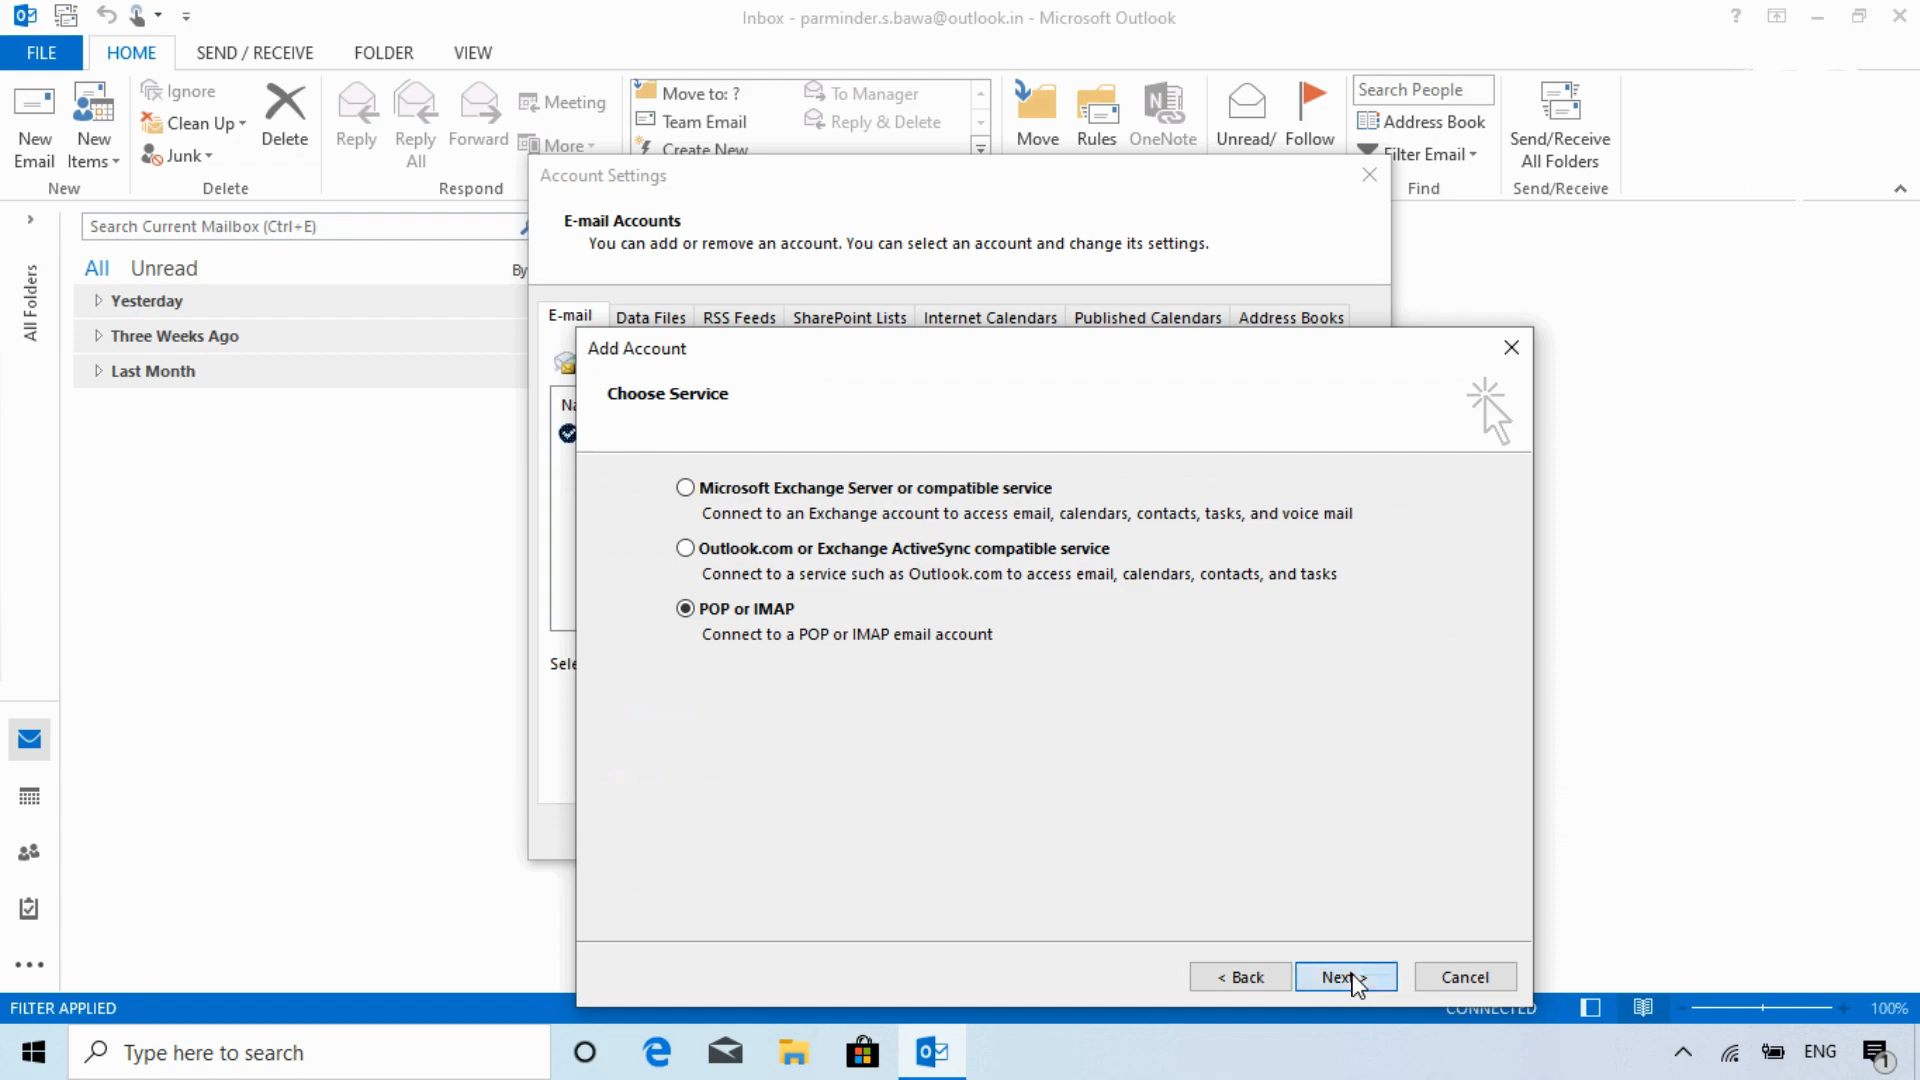 Inbox - parminder.s.bawa@outlook.in - Microsoft Outlook
FILE HOME SEND / RECEIVE FOLDER VIEW
New Email
New Items
Ignore
Clean Up
Junk
Delete
Reply
Reply All
Forward
Meeting
More
Move to: ?
Team Email
Create New
To Manager
Reply & Delete
Move
Rules
OneNote
Unread/
Follow
Search People
Address Book
Filter Email
Send/Receive All Folders
New Delete Respond Find Send/Receive
All Folders
Search Current Mailbox (Ctrl+E)
All Unread By
Yesterday
Three Weeks Ago
Last Month
Account Settings
E-mail Accounts
You can add or remove an account. You can select an account and change its settings.
E-mail Data Files RSS Feeds SharePoint Lists Internet Calendars Published Calendars Address Books
Na
Sele
Add Account
Choose Service
Microsoft Exchange Server or compatible service
Connect to an Exchange account to access email, calendars, contacts, tasks, and voice mail
Outlook.com or Exchange ActiveSync compatible service
Connect to a service such as Outlook.com to access email, calendars, contacts, and tasks
POP or IMAP
Connect to a POP or IMAP email account
< Back Next > Cancel
FILTER APPLIED CONNECTED 100%
Type here to search
ENG
1